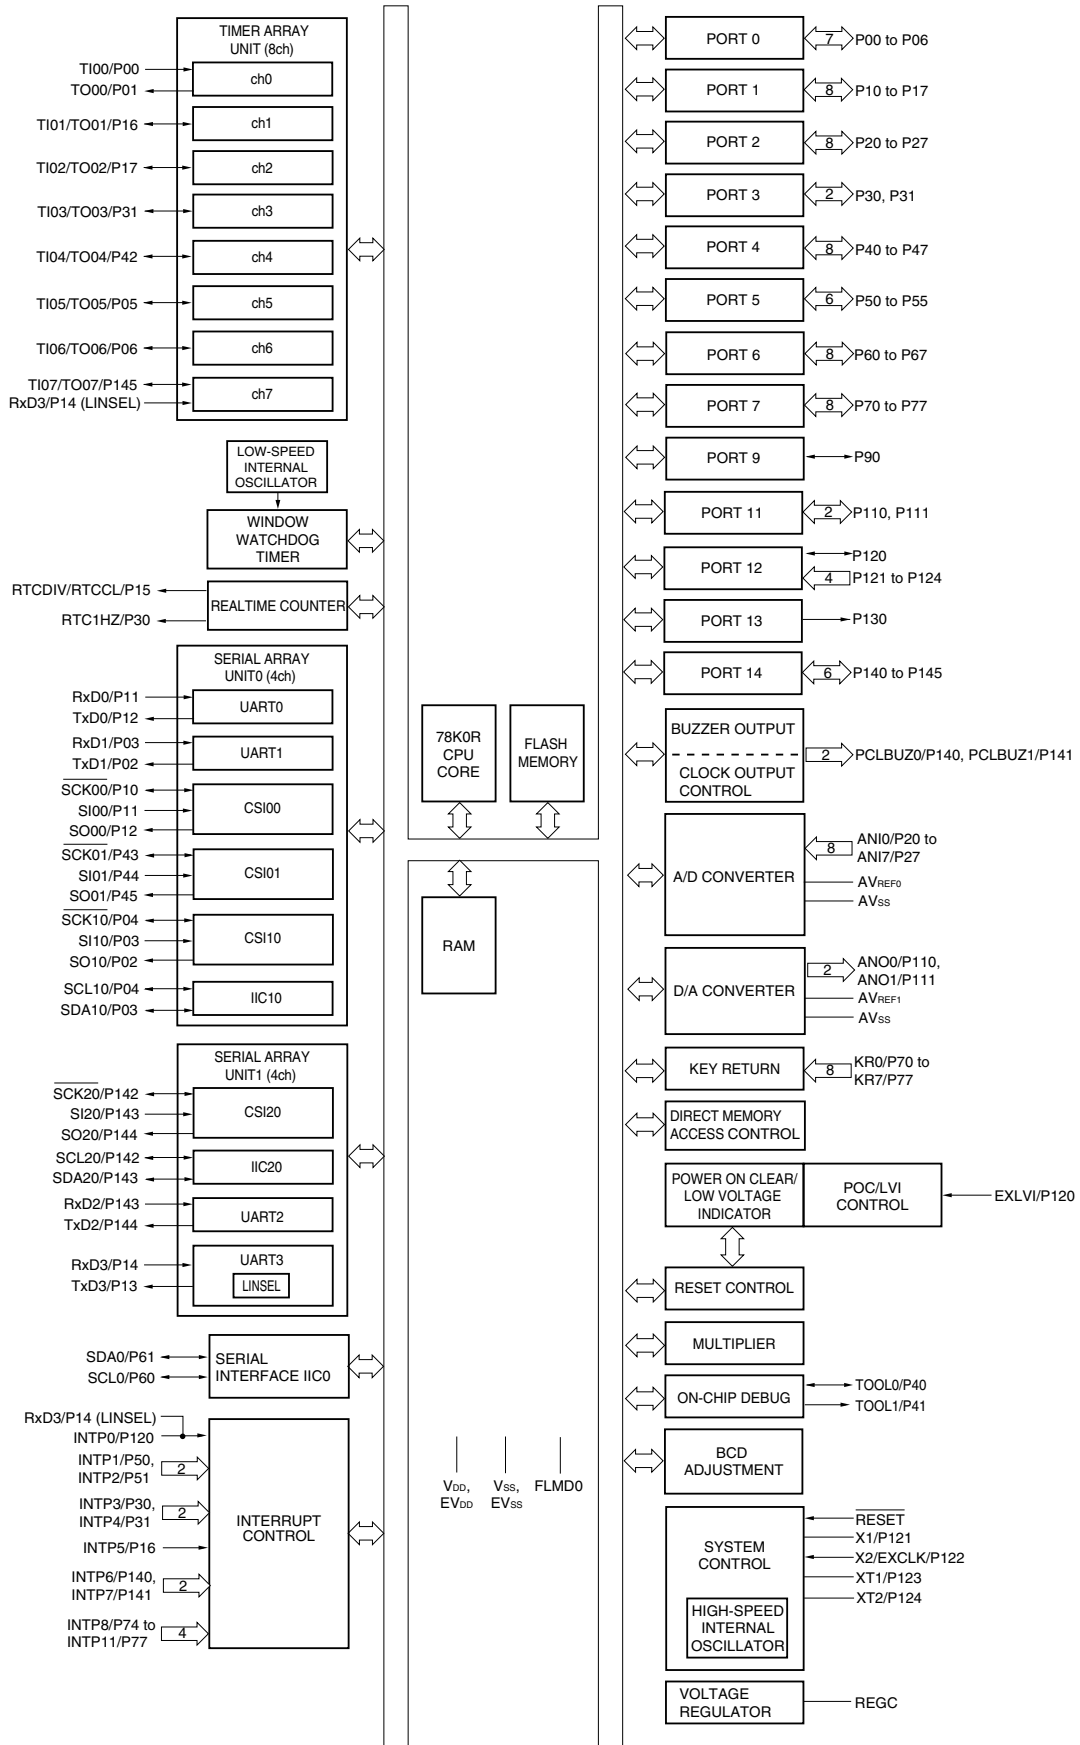 TIMER ARRAY
UNIT (8ch)
TI00/P00
TO00/P01
ch0
TI01/TO01/P16
ch1
TI02/TO02/P17
ch2
TI03/TO03/P31
ch3
TI04/TO04/P42
ch4
TI05/TO05/P05
ch5
TI06/TO06/P06
ch6
TI07/TO07/P145
RxD3/P14 (LINSEL)
ch7
LOW-SPEED
INTERNAL
OSCILLATOR
WINDOW
WATCHDOG
TIMER
RTCDIV/RTCCL/P15
RTC1HZ/P30
REALTIME COUNTER
SERIAL ARRAY
UNIT0 (4ch)
RxD0/P11
TxD0/P12
UART0
RxD1/P03
TxD1/P02
UART1
SCK00/P10
SI00/P11
SO00/P12
CSI00
SCK01/P43
SI01/P44
SO01/P45
CSI01
SCK10/P04
SI10/P03
SO10/P02
CSI10
SCL10/P04
SDA10/P03
IIC10
SERIAL ARRAY
UNIT1 (4ch)
SCK20/P142
SI20/P143
SO20/P144
CSI20
SCL20/P142
SDA20/P143
IIC20
RxD2/P143
TxD2/P144
UART2
RxD3/P14
TxD3/P13
UART3
LINSEL
SDA0/P61
SCL0/P60
SERIAL
INTERFACE IIC0
RxD3/P14 (LINSEL)
INTP0/P120
INTP1/P50,
INTP2/P51
2
INTP3/P30,
INTP4/P31
2
INTP5/P16
INTP6/P140,
INTP7/P141
2
INTP8/P74 to
INTP11/P77
4
INTERRUPT
CONTROL
78K0R
CPU
CORE
FLASH
MEMORY
RAM
VDD,
EVDD
VSS,
EVSS
FLMD0
PORT 0
7
P00 to P06
PORT 1
8
P10 to P17
PORT 2
8
P20 to P27
PORT 3
2
P30, P31
PORT 4
8
P40 to P47
PORT 5
6
P50 to P55
PORT 6
8
P60 to P67
PORT 7
8
P70 to P77
PORT 9
P90
PORT 11
2
P110, P111
PORT 12
P120
4
P121 to P124
PORT 13
P130
PORT 14
6
P140 to P145
BUZZER OUTPUT
CLOCK OUTPUT
CONTROL
2
PCLBUZ0/P140, PCLBUZ1/P141
A/D CONVERTER
8
ANI0/P20 to
ANI7/P27
AVREF0
AVSS
D/A CONVERTER
2
ANO0/P110,
ANO1/P111
AVREF1
AVSS
KEY RETURN
8
KR0/P70 to
KR7/P77
DIRECT MEMORY
ACCESS CONTROL
POWER ON CLEAR/
LOW VOLTAGE
INDICATOR
POC/LVI
CONTROL
EXLVI/P120
RESET CONTROL
MULTIPLIER
ON-CHIP DEBUG
TOOL0/P40
TOOL1/P41
BCD
ADJUSTMENT
SYSTEM
CONTROL
HIGH-SPEED
INTERNAL
OSCILLATOR
RESET
X1/P121
X2/EXCLK/P122
XT1/P123
XT2/P124
VOLTAGE
REGULATOR
REGC